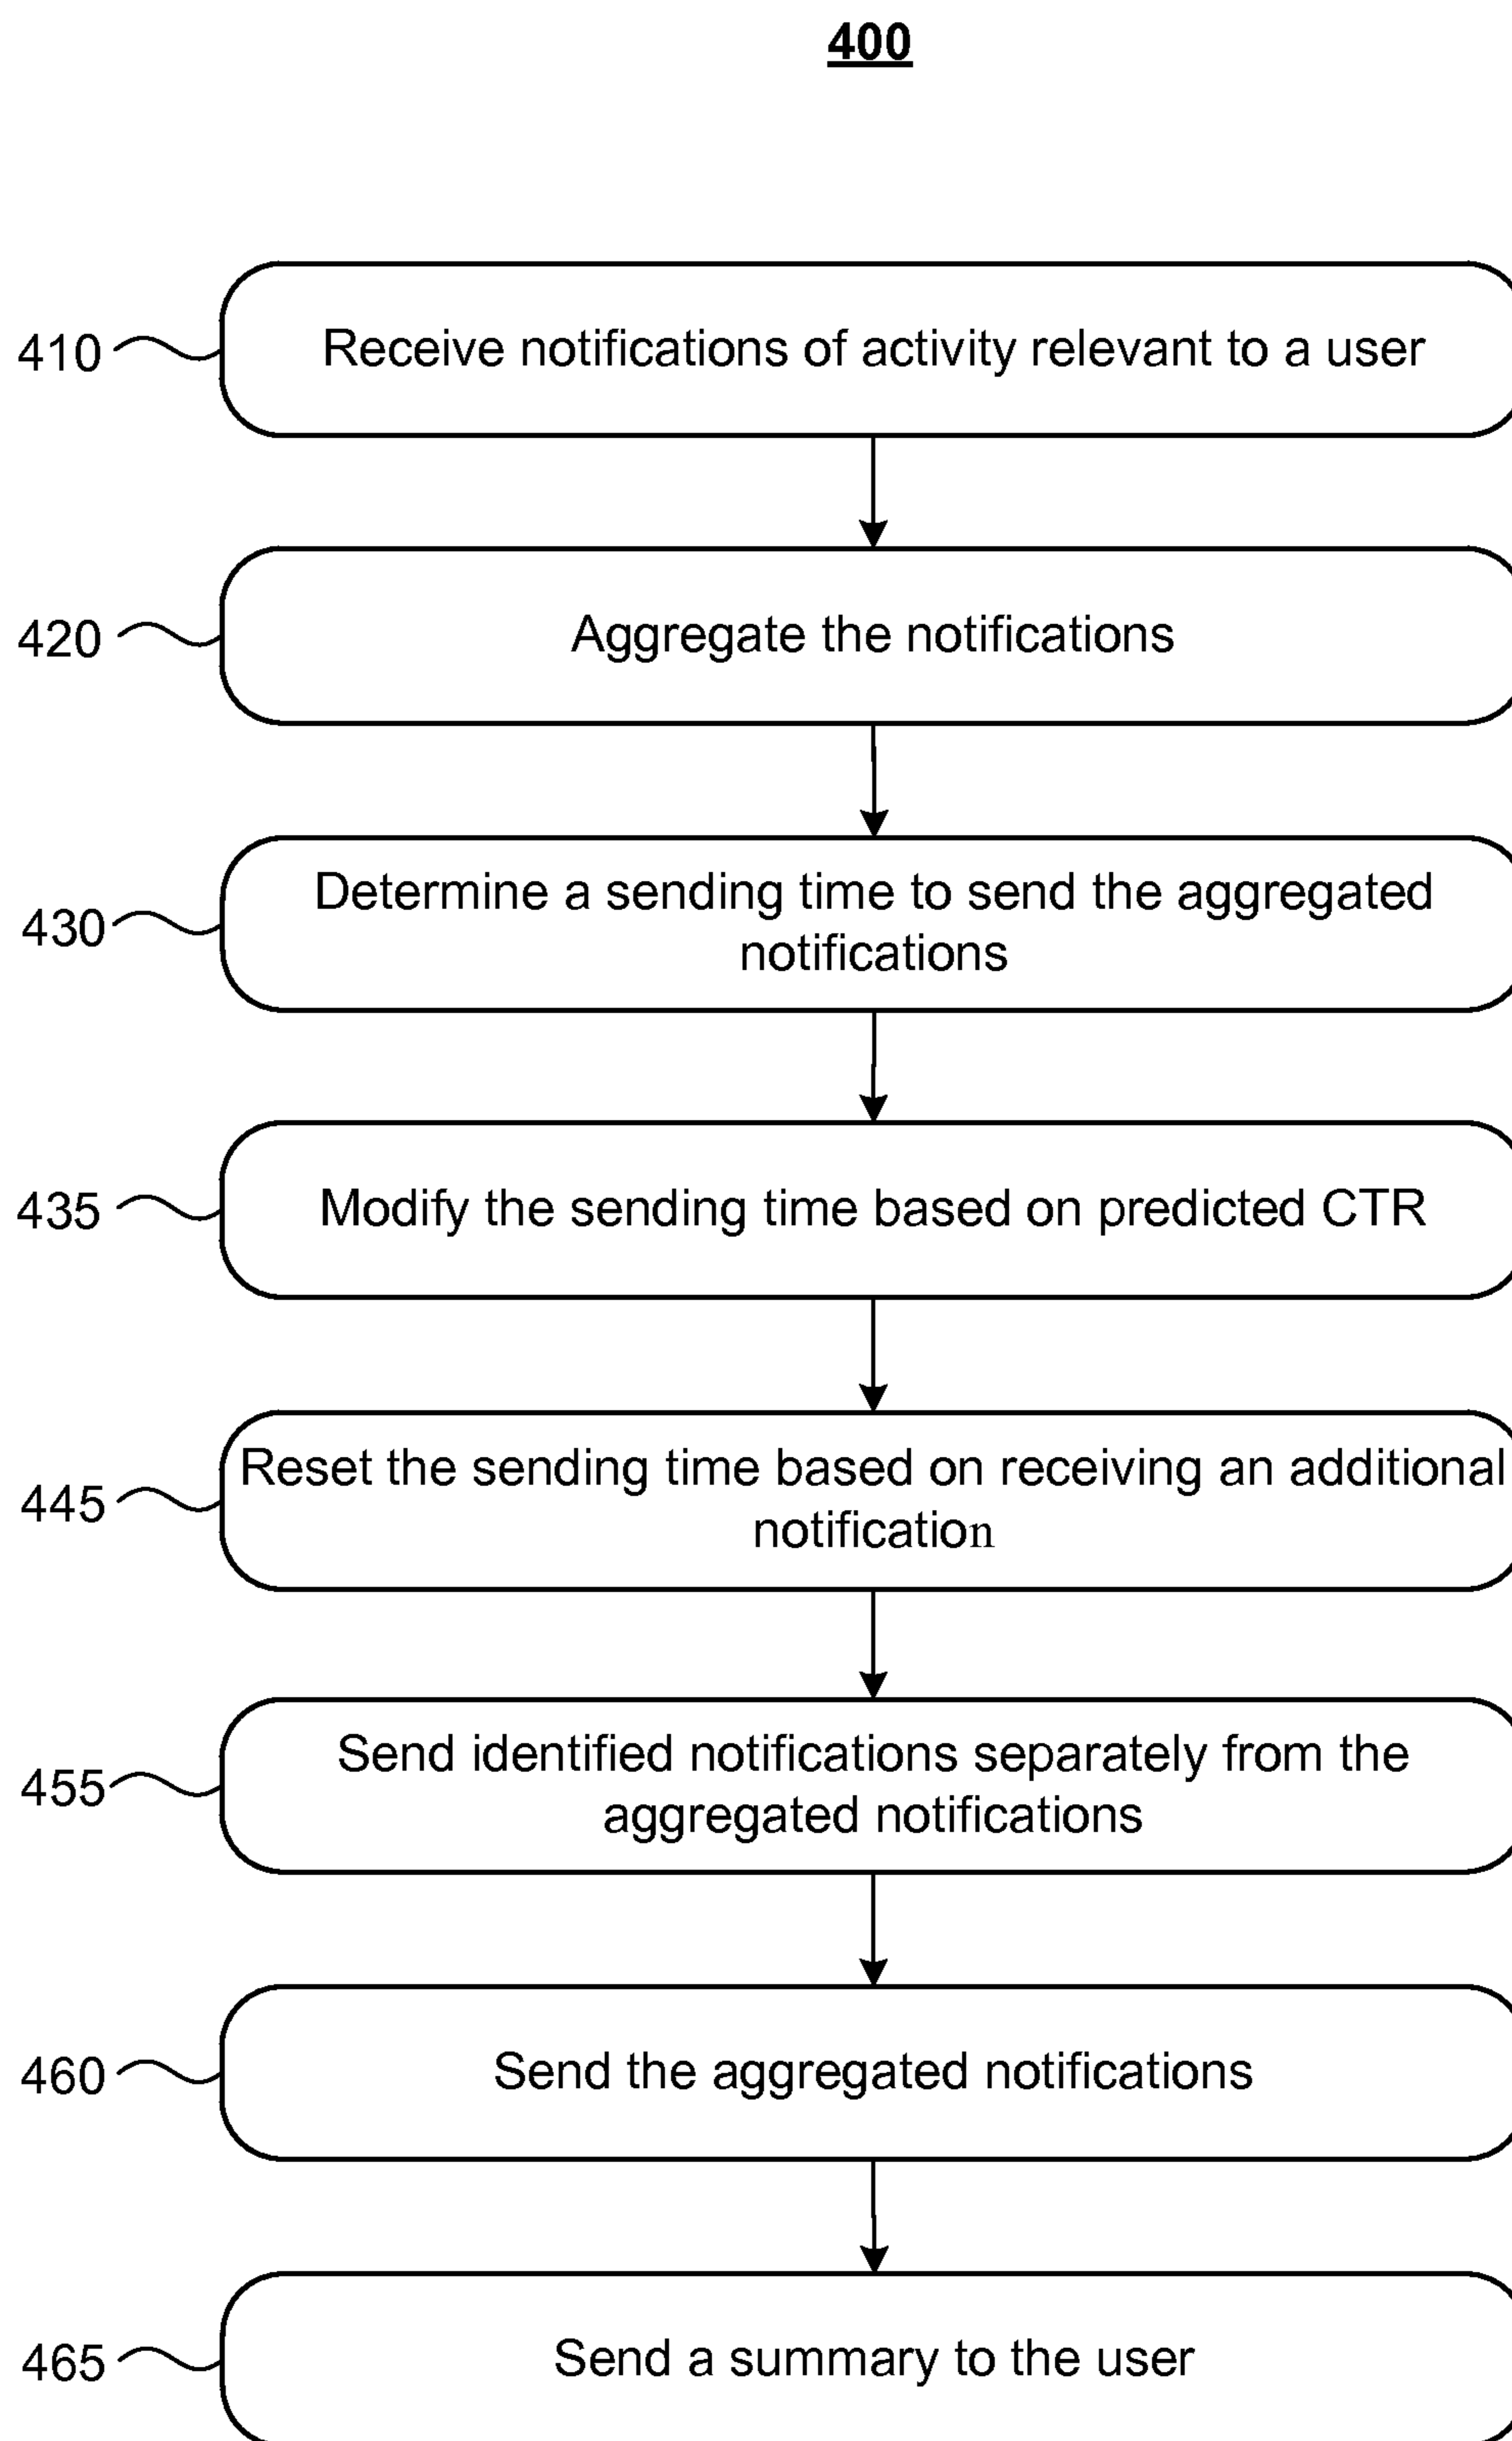 400
410
Receive notifications of activity relevant to a user
420
Aggregate the notifications
430
Determine a sending time to send the aggregated
notifications
435
Modify the sending time based on predicted CTR
445
Reset the sending time based on receiving an additional
notification
455
Send identified notifications separately from the
aggregated notifications
460
Send the aggregated notifications
465
Send a summary to the user